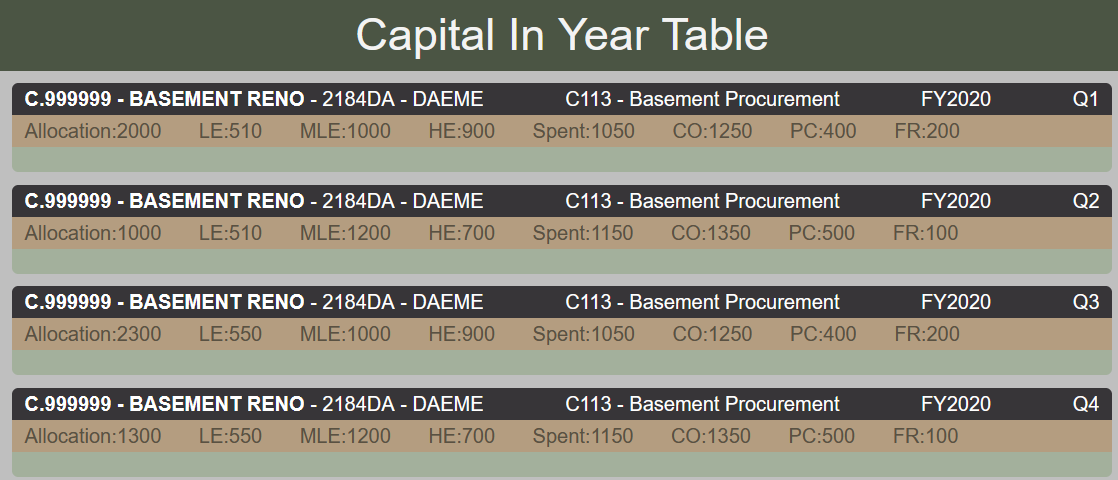 Capital In Year Table
C.999999 - BASEMENT RENO - 2184DA - DAEME C113 - Basement Procurement FY2020 Q1
Allocation:2000 LE:510 MLE:1000 HE:900 Spent:1050 CO:1250 PC:400 FR:200
C.999999 - BASEMENT RENO - 2184DA - DAEME C113 - Basement Procurement FY2020 Q2
Allocation:1000 LE:510 MLE:1200 HE:700 Spent:1150 CO:1350 PC:500 FR:100
C.999999 - BASEMENT RENO - 2184DA - DAEME C113 - Basement Procurement FY2020 Q3
Allocation:2300 LE:550 MLE:1000 HE:900 Spent:1050 CO:1250 PC:400 FR:200
C.999999 - BASEMENT RENO - 2184DA - DAEME C113 - Basement Procurement FY2020 Q4
Allocation:1300 LE:550 MLE:1200 HE:700 Spent:1150 CO:1350 PC:500 FR:100